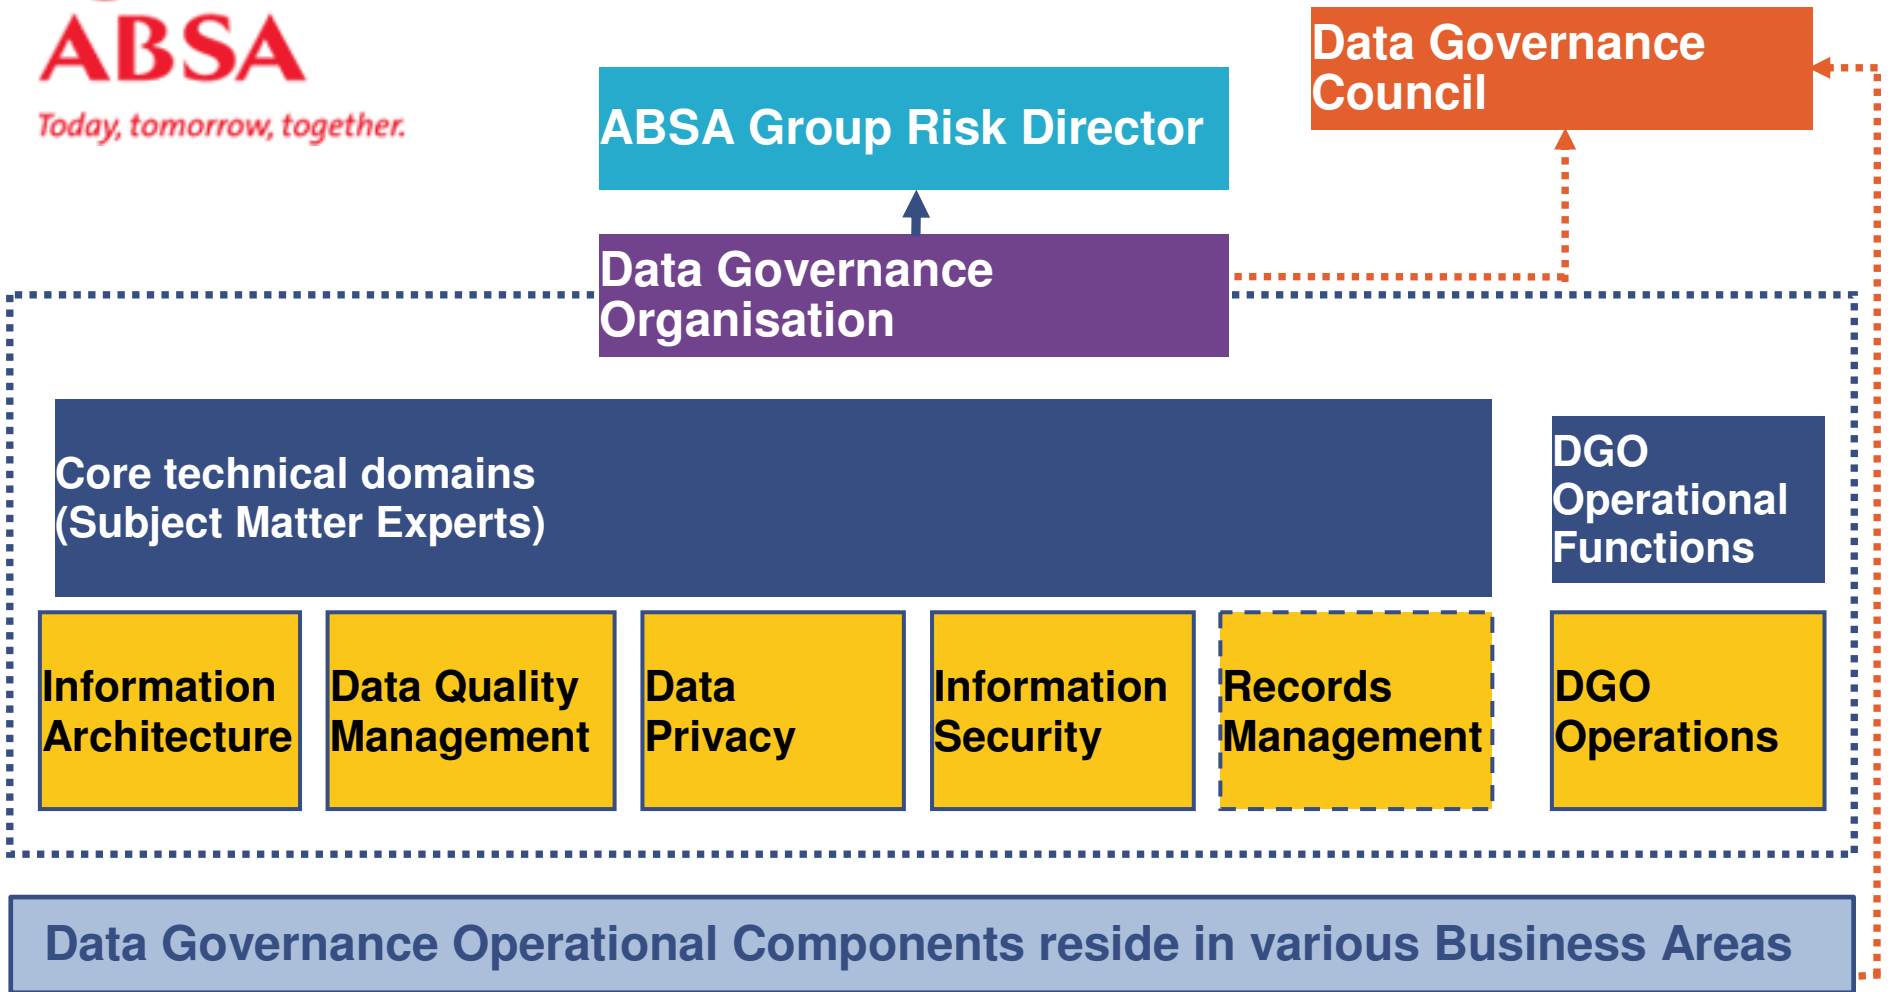 ABSA
Today, tomorrow, together.
Data Governance
Council
ABSA Group Risk Director
Data Governance
Organisation
Core technical domains
(Subject Matter Experts)
DGO
Operational
Functions
Information
Architecture
Data Quality
Management
Data
Privacy
Information
Security
Records
Management
DGO
Operations
Data Governance Operational Components reside in various Business Areas